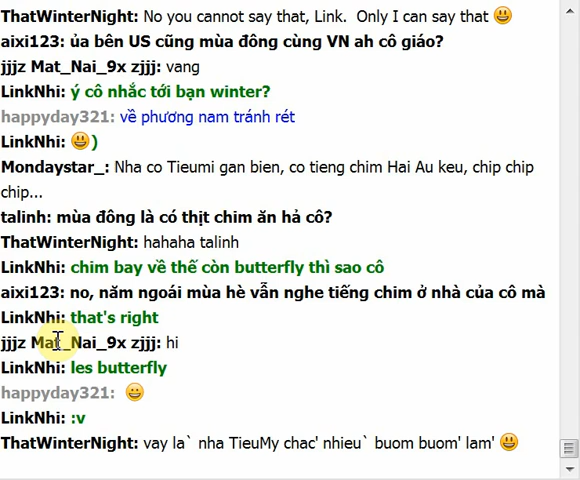 ThatWinterNight: No you cannot say that, Link.  Only I can say that 😃
aixi123: ủa bên US cũng mùa đông cùng VN ah cô giáo?
jjjz Mat_Nai_9x zjjj: vang
LinkNhi: ý cô nhắc tới bạn winter?
happyday321: về phương nam tránh rét
LinkNhi: 😃)
Mondaystar_: Nha co Tieumi gan bien, co tieng chim Hai Au keu, chip chip
chip...
talinh: mùa đông là có thịt chim ăn hả cô?
ThatWinterNight: hahaha talinh
LinkNhi: chim bay về thế còn butterfly thì sao cô
aixi123: no, năm ngoái mùa hè vẫn nghe tiếng chim ở nhà của cô mà
LinkNhi: that's right
jjjz Mat_Nai_9x zjjj: hi
LinkNhi: les butterfly
happyday321: 😀
LinkNhi: :v
ThatWinterNight: vay la` nha TieuMy chac' nhieu` buom buom' lam' 😃